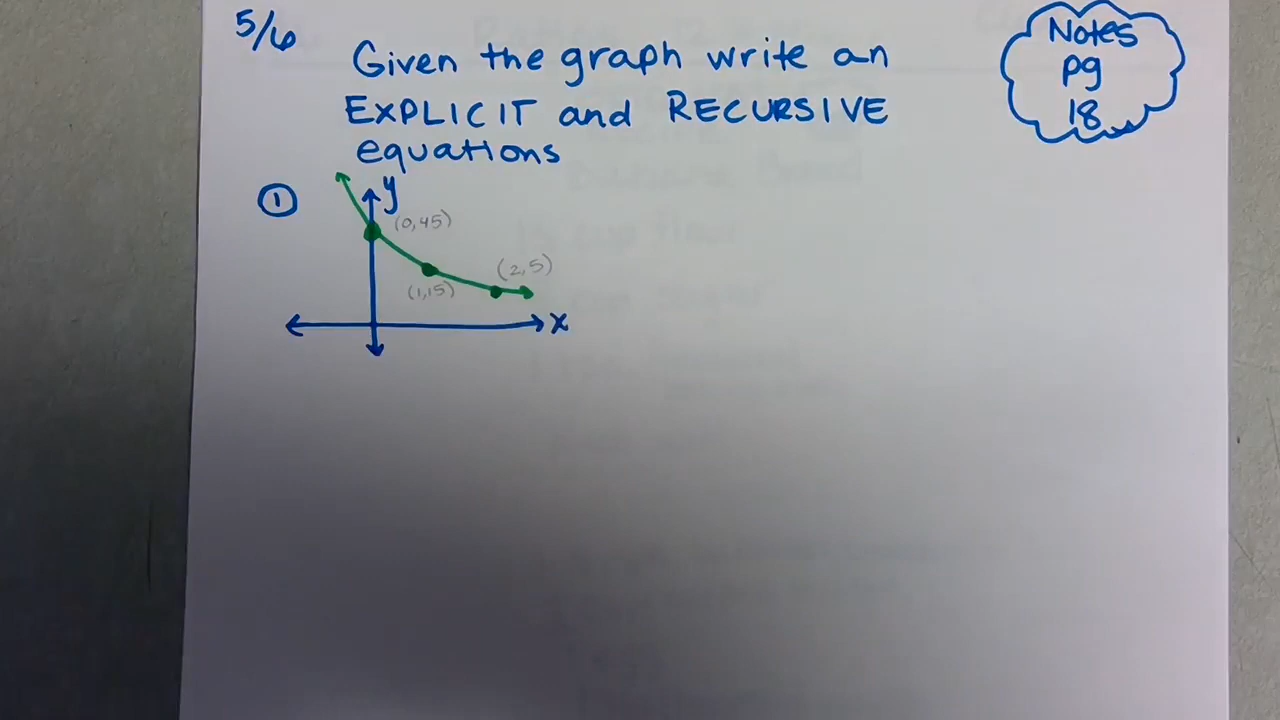 5/6
Given the graph write an
EXPLICIT and RECURSIVE
equations
Notes
pg
18
①
y
(0,45)
(2,5)
(1,15)
x